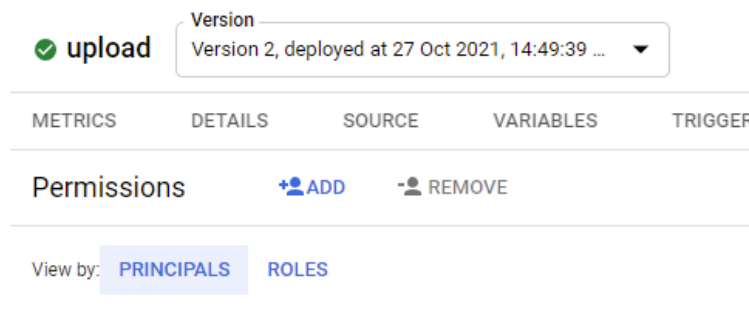 Version
upload
Version 2, deployed at 27 Oct 2021, 14:49:39 ...
METRICS DETAILS SOURCE VARIABLES TRIGGER
Permissions ADD REMOVE
View by: PRINCIPALS ROLES